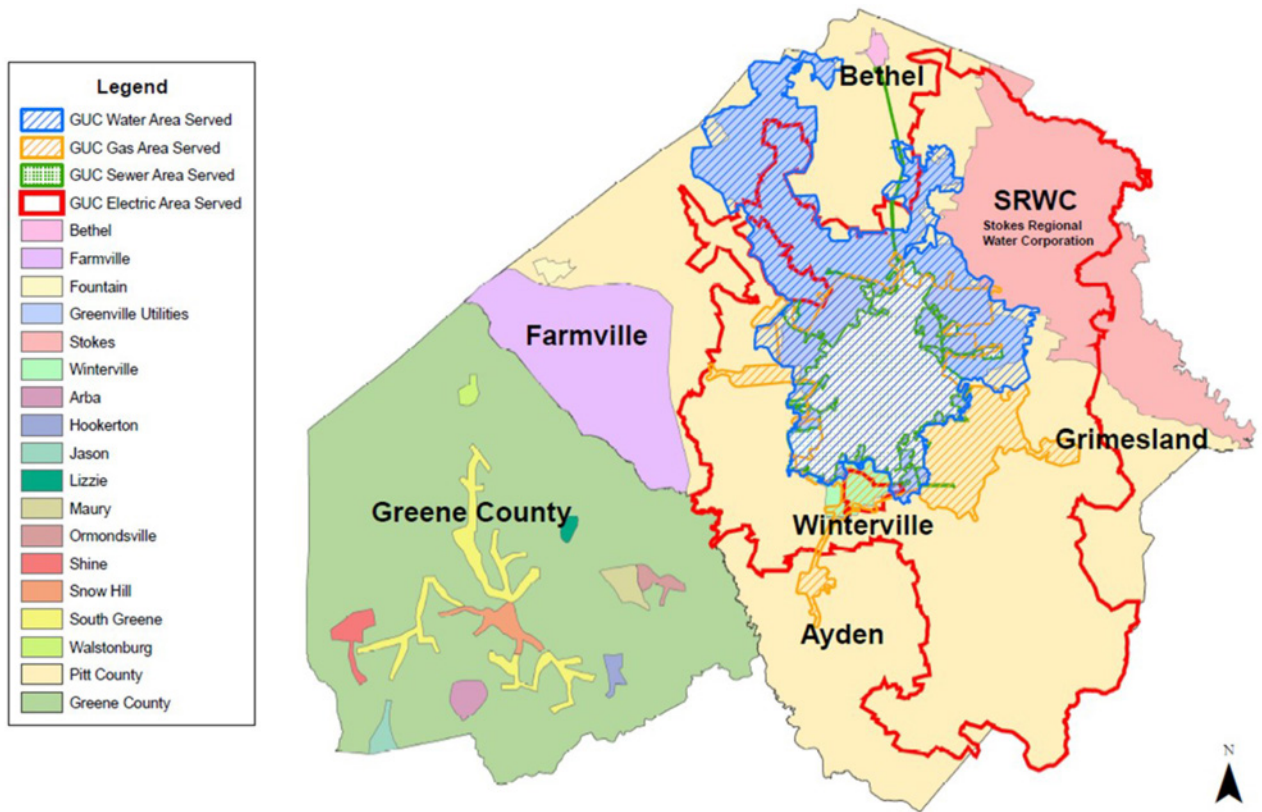 Legend
GUC Water Area Served
GUC Gas Area Served
GUC Sewer Area Served
GUC Electric Area Served
Bethel
Farmville
Fountain
Greenville Utilities
Stokes
Winterville
Arba
Hookerton
Jason
Lizzie
Maury
Ormondsville
Shine
Snow Hill
South Greene
Walstonburg
Pitt County
Greene County
Bethel
SRWC
Stokes Regional
Water Corporation
Farmville
Grimesland
Greene County
Winterville
Ayden
N